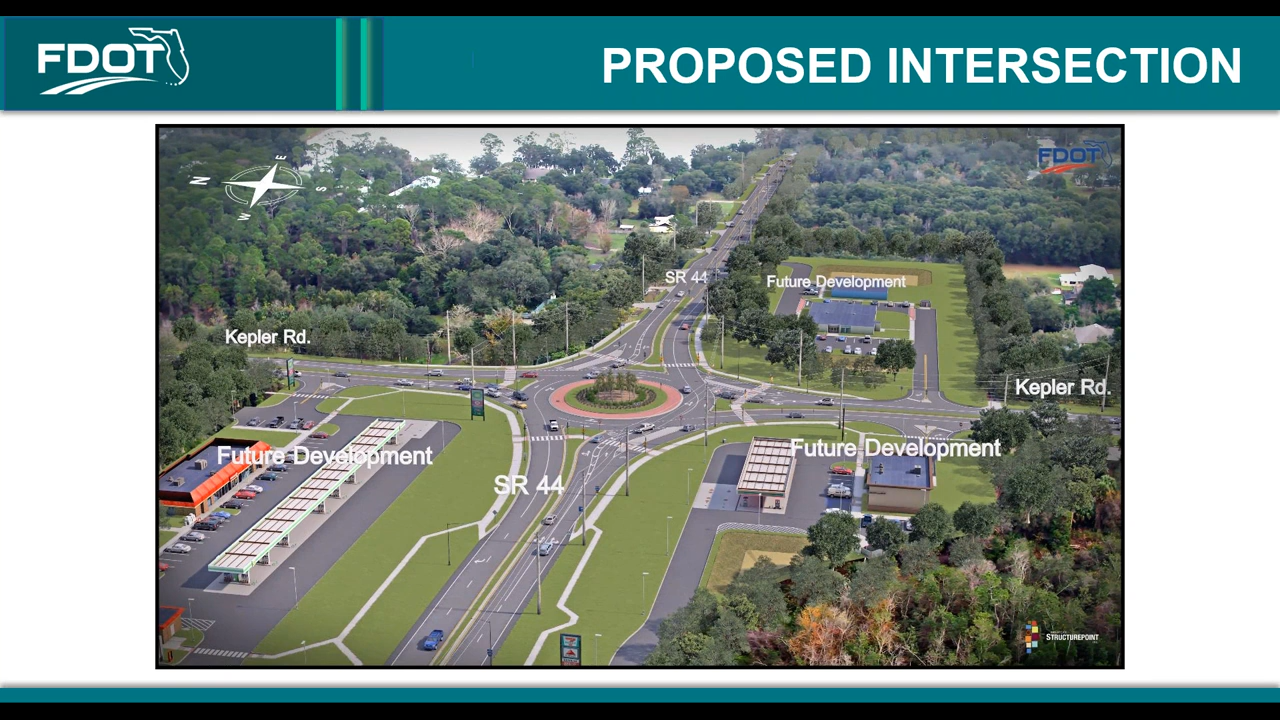 FDOT
PROPOSED INTERSECTION
N
E
S
W
FDOT
SR 44
Future Development
Kepler Rd.
Kepler Rd.
Future Development
Future Development
SR 44
STRUCTUREPOINT